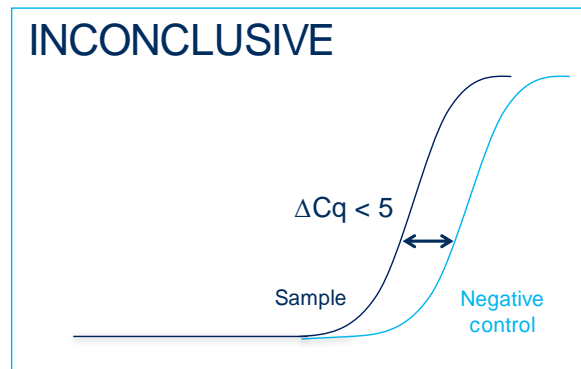 INCONCLUSIVE
ΔCq < 5
Sample
Negative
control